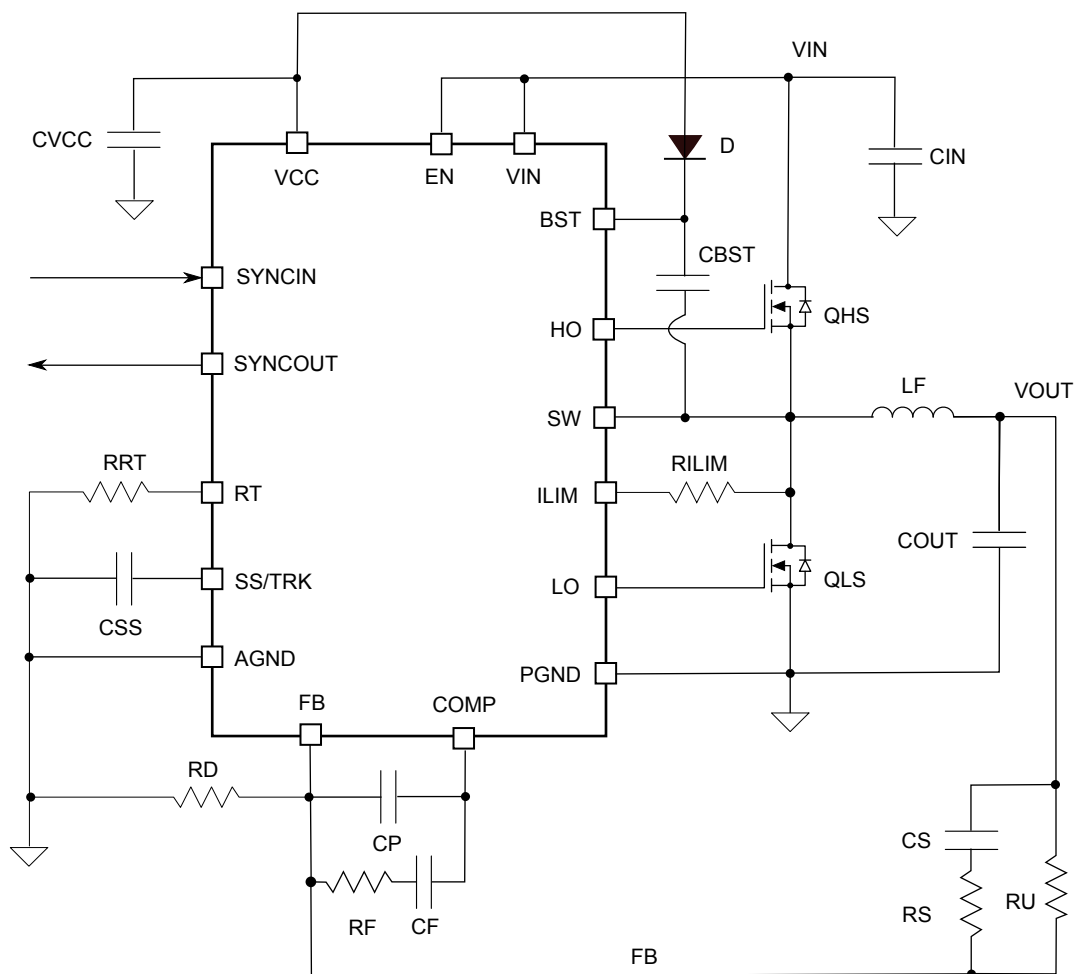 VIN
CVCC
D
CIN
VCC
EN
VIN
BST
SYNCIN
CBST
HO
QHS
SYNCOUT
LF
VOUT
SW
RRT
RILIM
RT
ILIM
COUT
SS/TRK
LO
QLS
CSS
AGND
PGND
FB
COMP
RD
CP
CS
RS
RU
RF
CF
FB